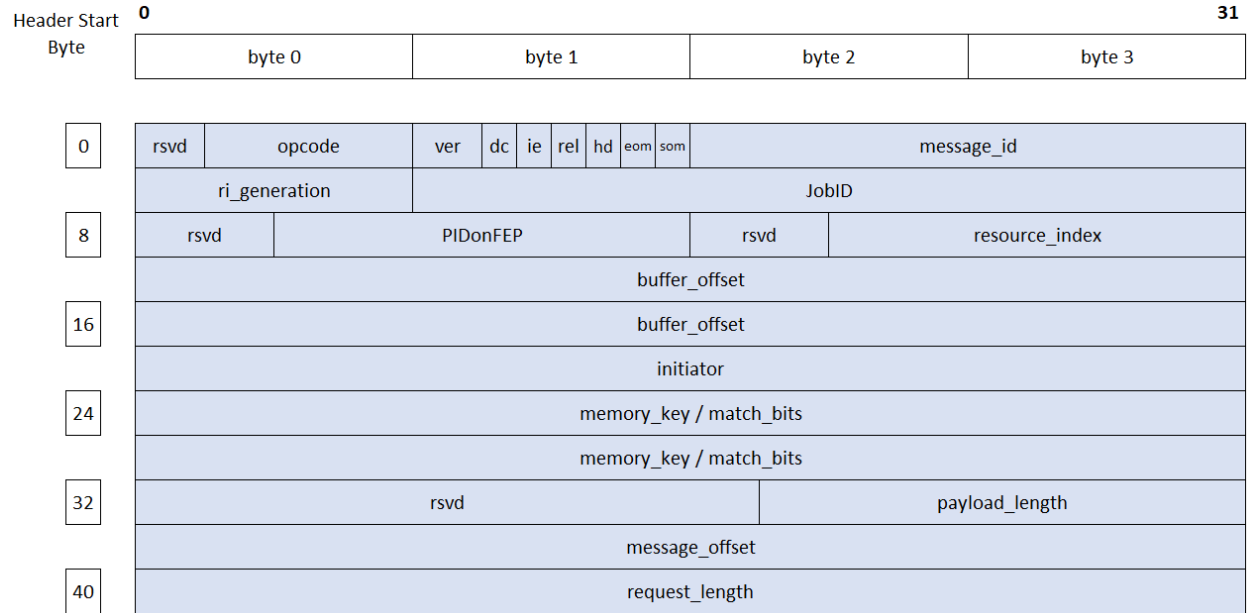 Header Start Byte
0 31
byte 0 byte 1 byte 2 byte 3
0 rsvd opcode ver dc ie rel hd eom som message_id
ri_generation JobID
8 rsvd PIDonFEP rsvd resource_index
buffer_offset
16 buffer_offset
initiator
24 memory_key / match_bits
memory_key / match_bits
32 rsvd payload_length
message_offset
40 request_length